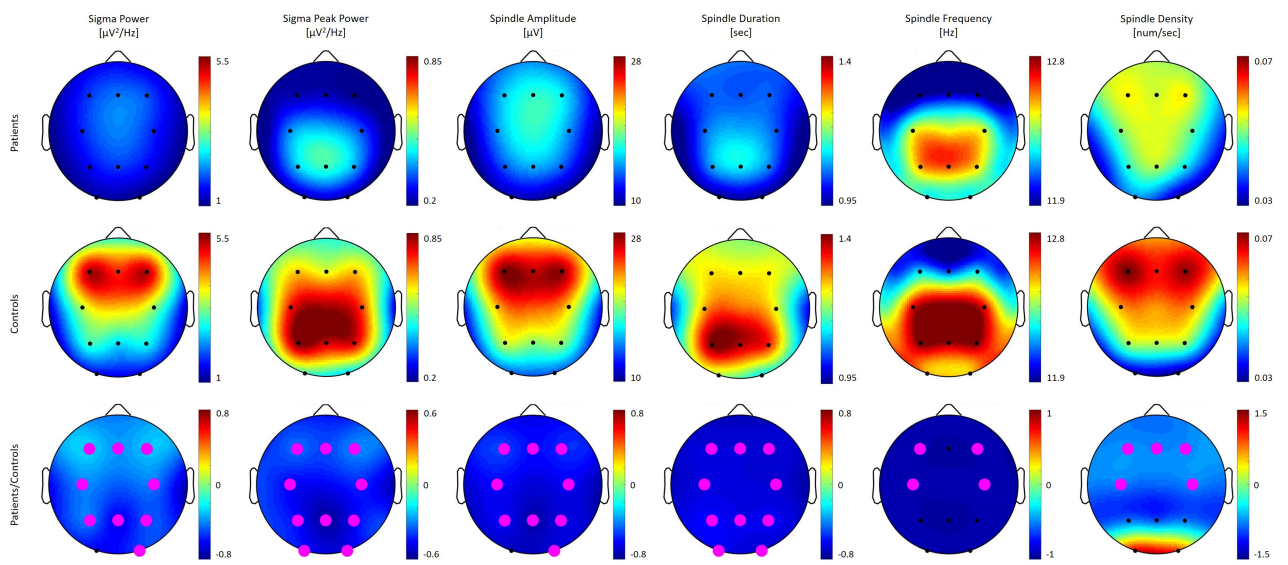 Sigma Power
[µV²/Hz]
Sigma Peak Power
[µV²/Hz]
Spindle Amplitude
[µV]
Spindle Duration
[sec]
Spindle Frequency
[Hz]
Spindle Density
[num/sec]
Patients
5.5
1
0.85
0.2
28
10
1.4
0.95
12.8
11.9
0.07
0.03
Controls
5.5
1
0.85
0.2
28
10
1.4
0.95
12.8
11.9
0.07
0.03
Patients/Controls
0.8
0
-0.8
0.6
0
-0.6
0.8
0
-0.8
0.8
0
-0.8
1
0
-1
1.5
0
-1.5